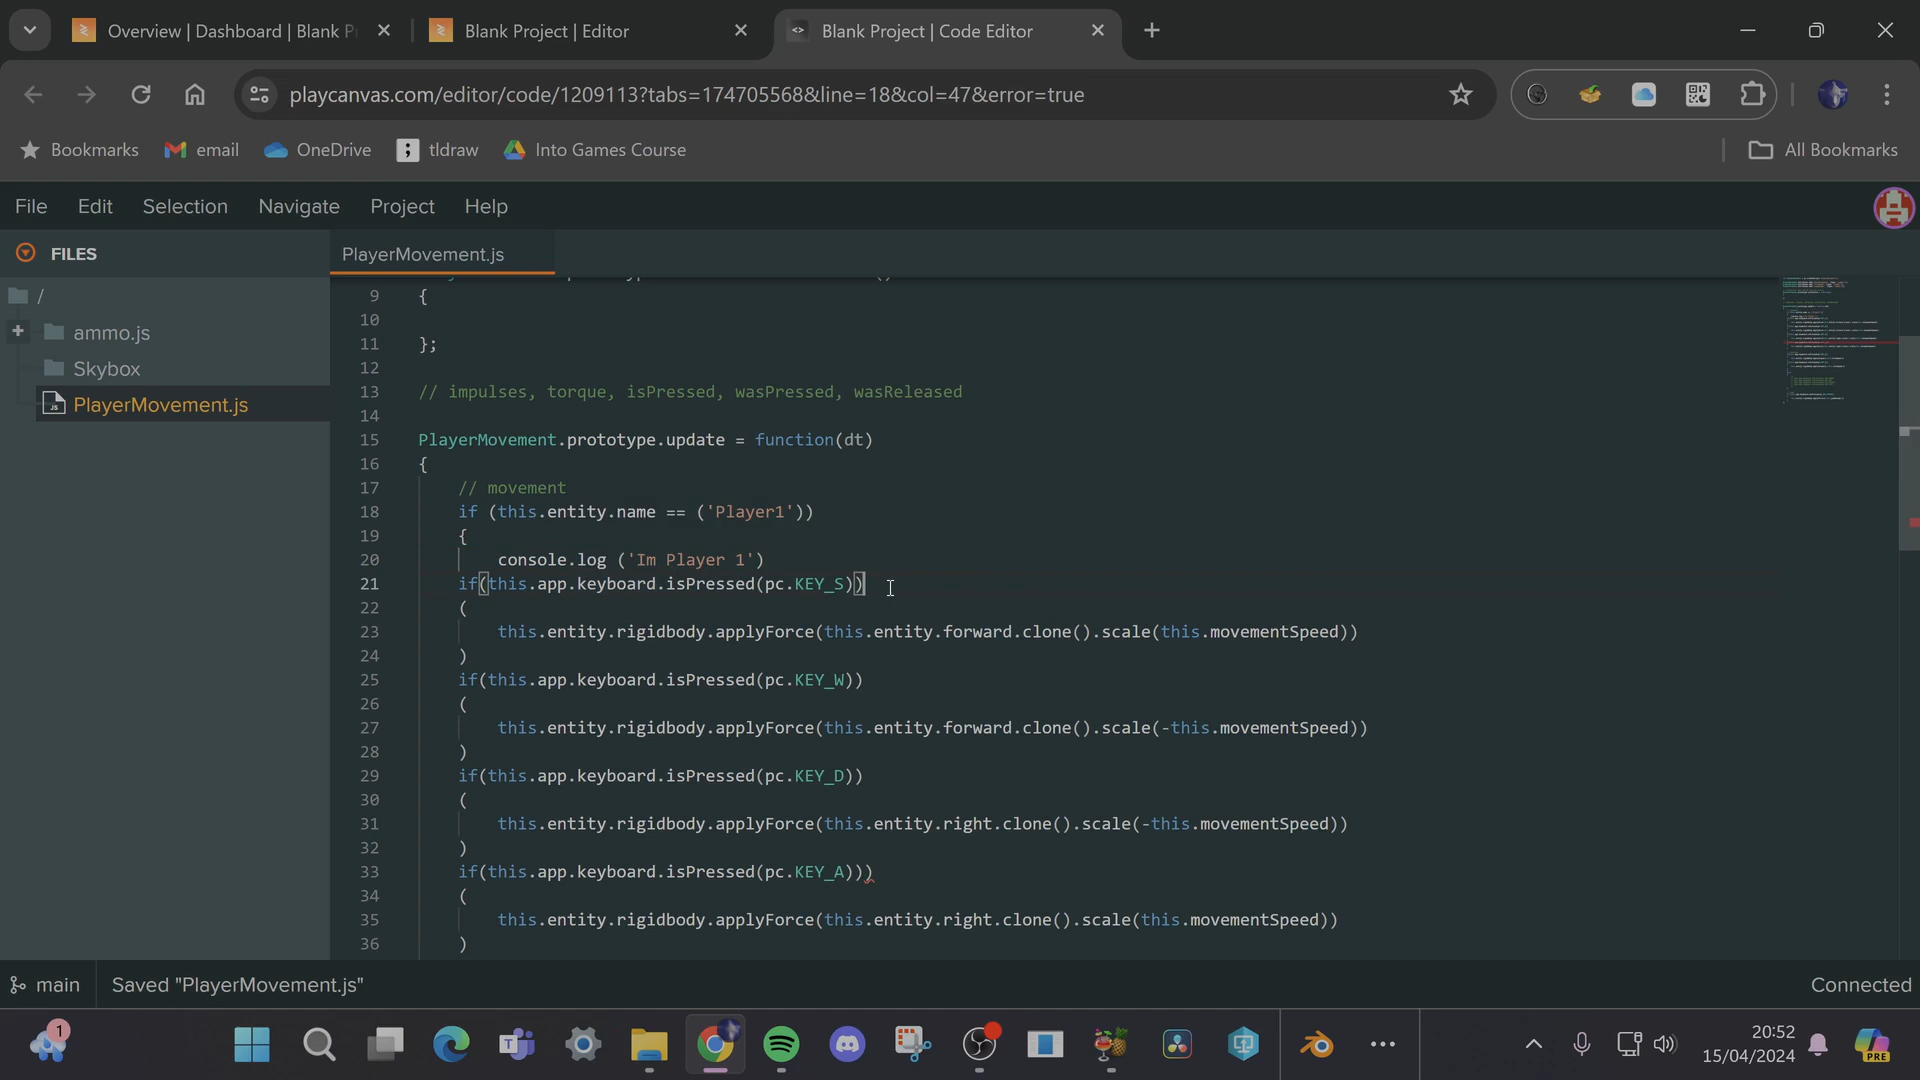 Overview | Dashboard | Blank P
Blank Project | Editor
Blank Project | Code Editor
playcanvas.com/editor/code/1209113?tabs=174705568&line=18&col=47&error=true
Bookmarks
email
OneDrive
tldraw
Into Games Course
All Bookmarks
File Edit Selection Navigate Project Help
FILES
/
ammo.js
Skybox
PlayerMovement.js
PlayerMovement.js
9 {
10
11 };
12
13 // impulses, torque, isPressed, wasPressed, wasReleased
14
15 PlayerMovement.prototype.update = function(dt)
16 {
17 // movement
18 if (this.entity.name == ('Player1'))
19 {
20 console.log ('Im Player 1')
21 if(this.app.keyboard.isPressed(pc.KEY_S))
22 (
23 this.entity.rigidbody.applyForce(this.entity.forward.clone().scale(this.movementSpeed))
24 )
25 if(this.app.keyboard.isPressed(pc.KEY_W))
26 (
27 this.entity.rigidbody.applyForce(this.entity.forward.clone().scale(-this.movementSpeed))
28 )
29 if(this.app.keyboard.isPressed(pc.KEY_D))
30 (
31 this.entity.rigidbody.applyForce(this.entity.right.clone().scale(-this.movementSpeed))
32 )
33 if(this.app.keyboard.isPressed(pc.KEY_A)))
34 (
35 this.entity.rigidbody.applyForce(this.entity.right.clone().scale(this.movementSpeed))
36 )
main
Saved "PlayerMovement.js"
Connected
1
20:52
15/04/2024
PRE